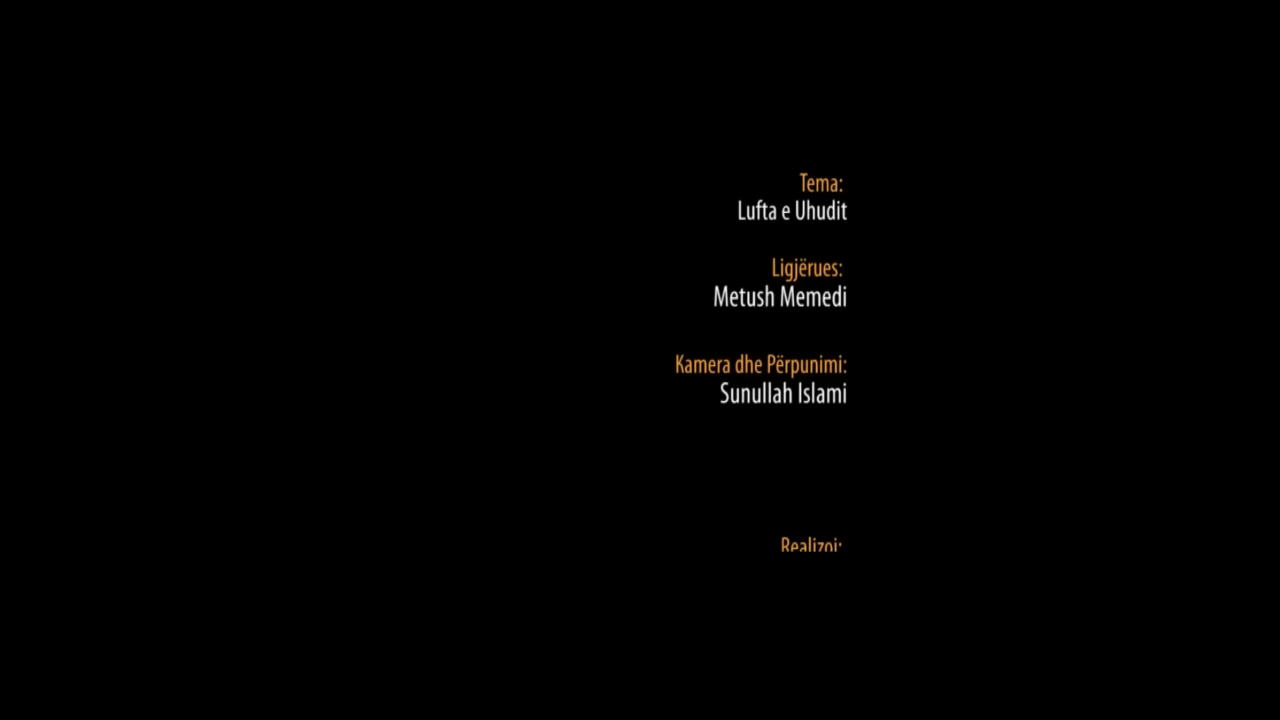 Tema:
Lufta e Uhudit
Ligjërues:
Metush Memedi
Kamera dhe Përpunimi:
Sunullah Islami
Realizoi: